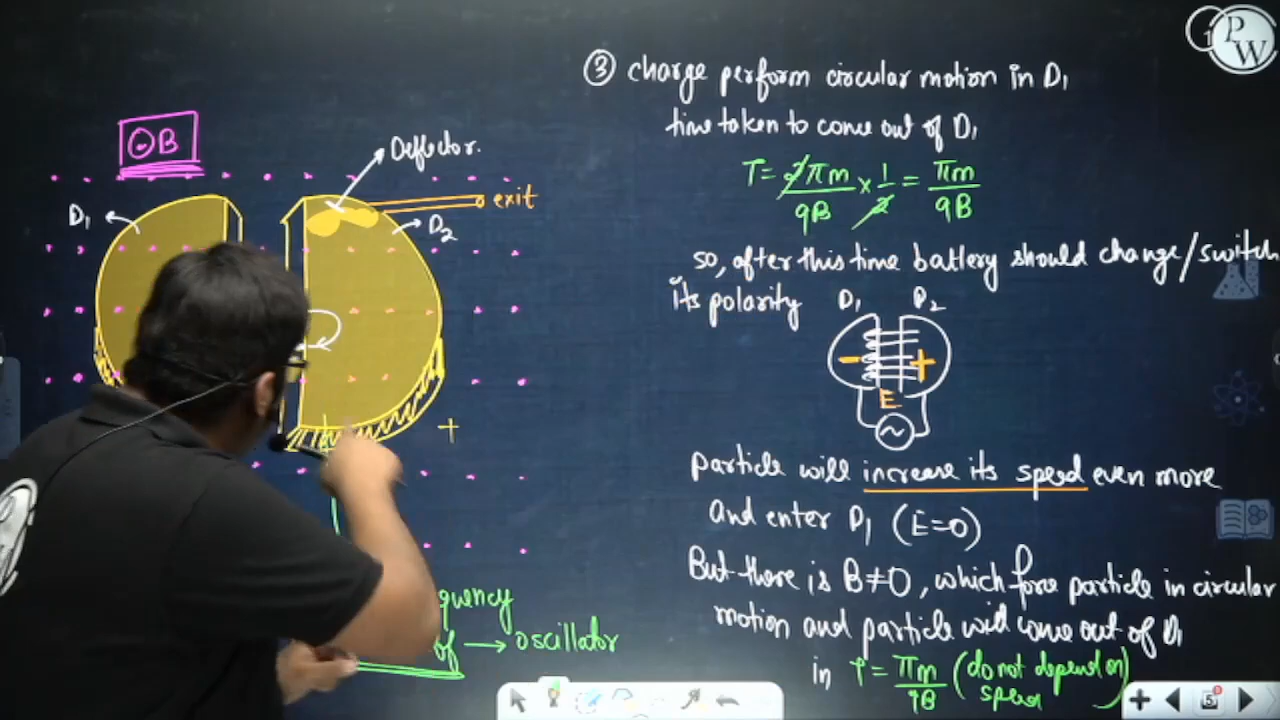 ③ charge perform circular motion in D₁
time taken to come out of D₁
T = 2πm/qB × 1/2 = πm/qB
so, after this time battery should change/switch
its polarity
D₁ D₂
- +
E
~
particle will increase its speed even more
and enter D₁ (E=0)
But there is B≠0, which force particle in circular
motion and particle will come out of D₁
in T = πm/qB (do not depend on
speed)
⊙B
Deflector.
exit
D₁
D₂
+
quency
of → oscillator
PW
5